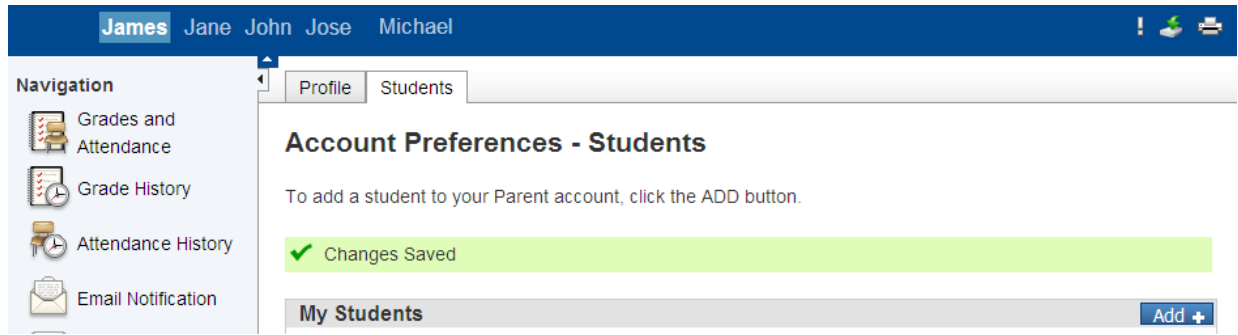 James Jane John Jose Michael !
Navigation
Grades and
Attendance
Grade History
Attendance History
Email Notification
Profile Students
Account Preferences - Students
To add a student to your Parent account, click the ADD button.
Changes Saved
My Students Add +